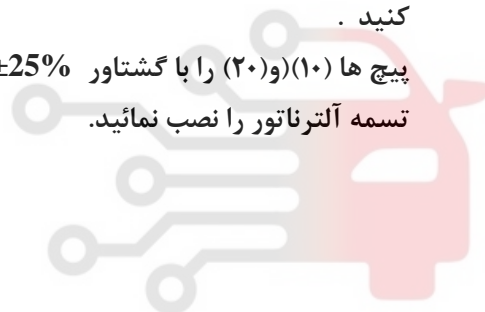 کنید .
پیچ ها (۱۰)و(۲۰) را با گشتاور ±25%
تسمه آلترناتور را نصب نمائید.